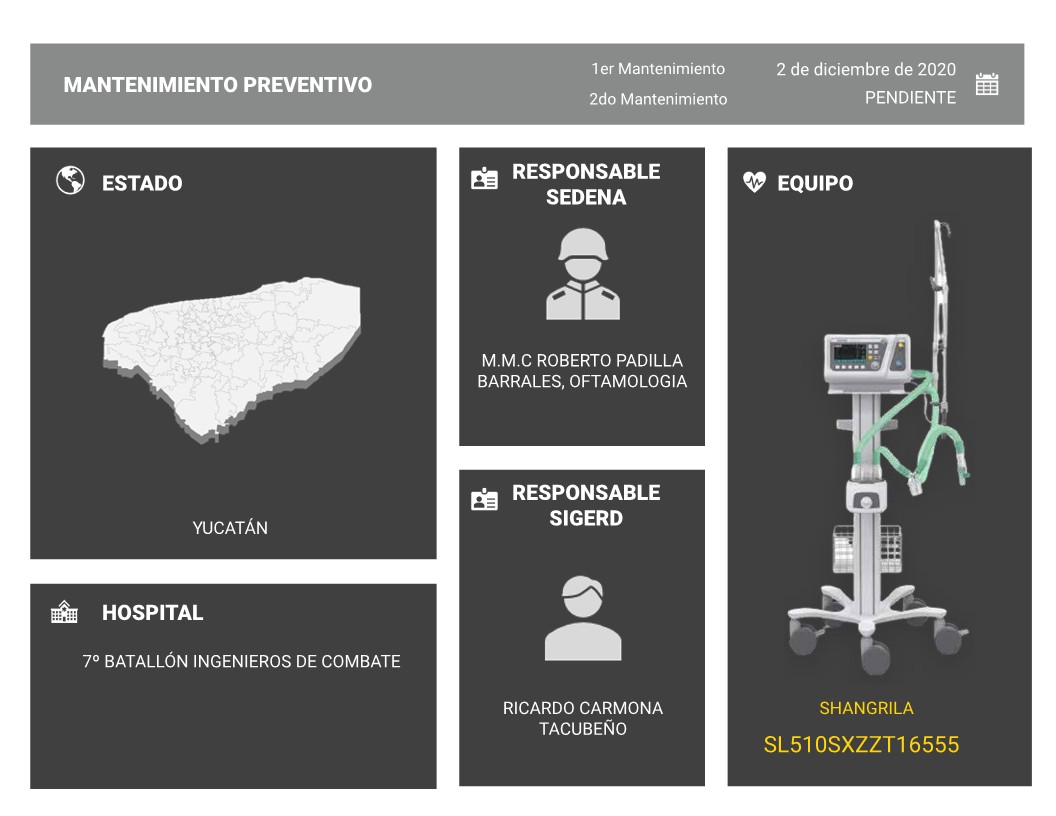 MANTENIMIENTO PREVENTIVO
1er Mantenimiento
2 de diciembre de 2020
2do Mantenimiento
PENDIENTE
ESTADO
YUCATÁN
HOSPITAL
7º BATALLÓN INGENIEROS DE COMBATE
RESPONSABLE
SEDENA
M.M.C ROBERTO PADILLA
BARRALES, OFTAMOLOGIA
RESPONSABLE
SIGERD
RICARDO CARMONA
TACUBEÑO
EQUIPO
SHANGRILA
SL510SXZZT16555